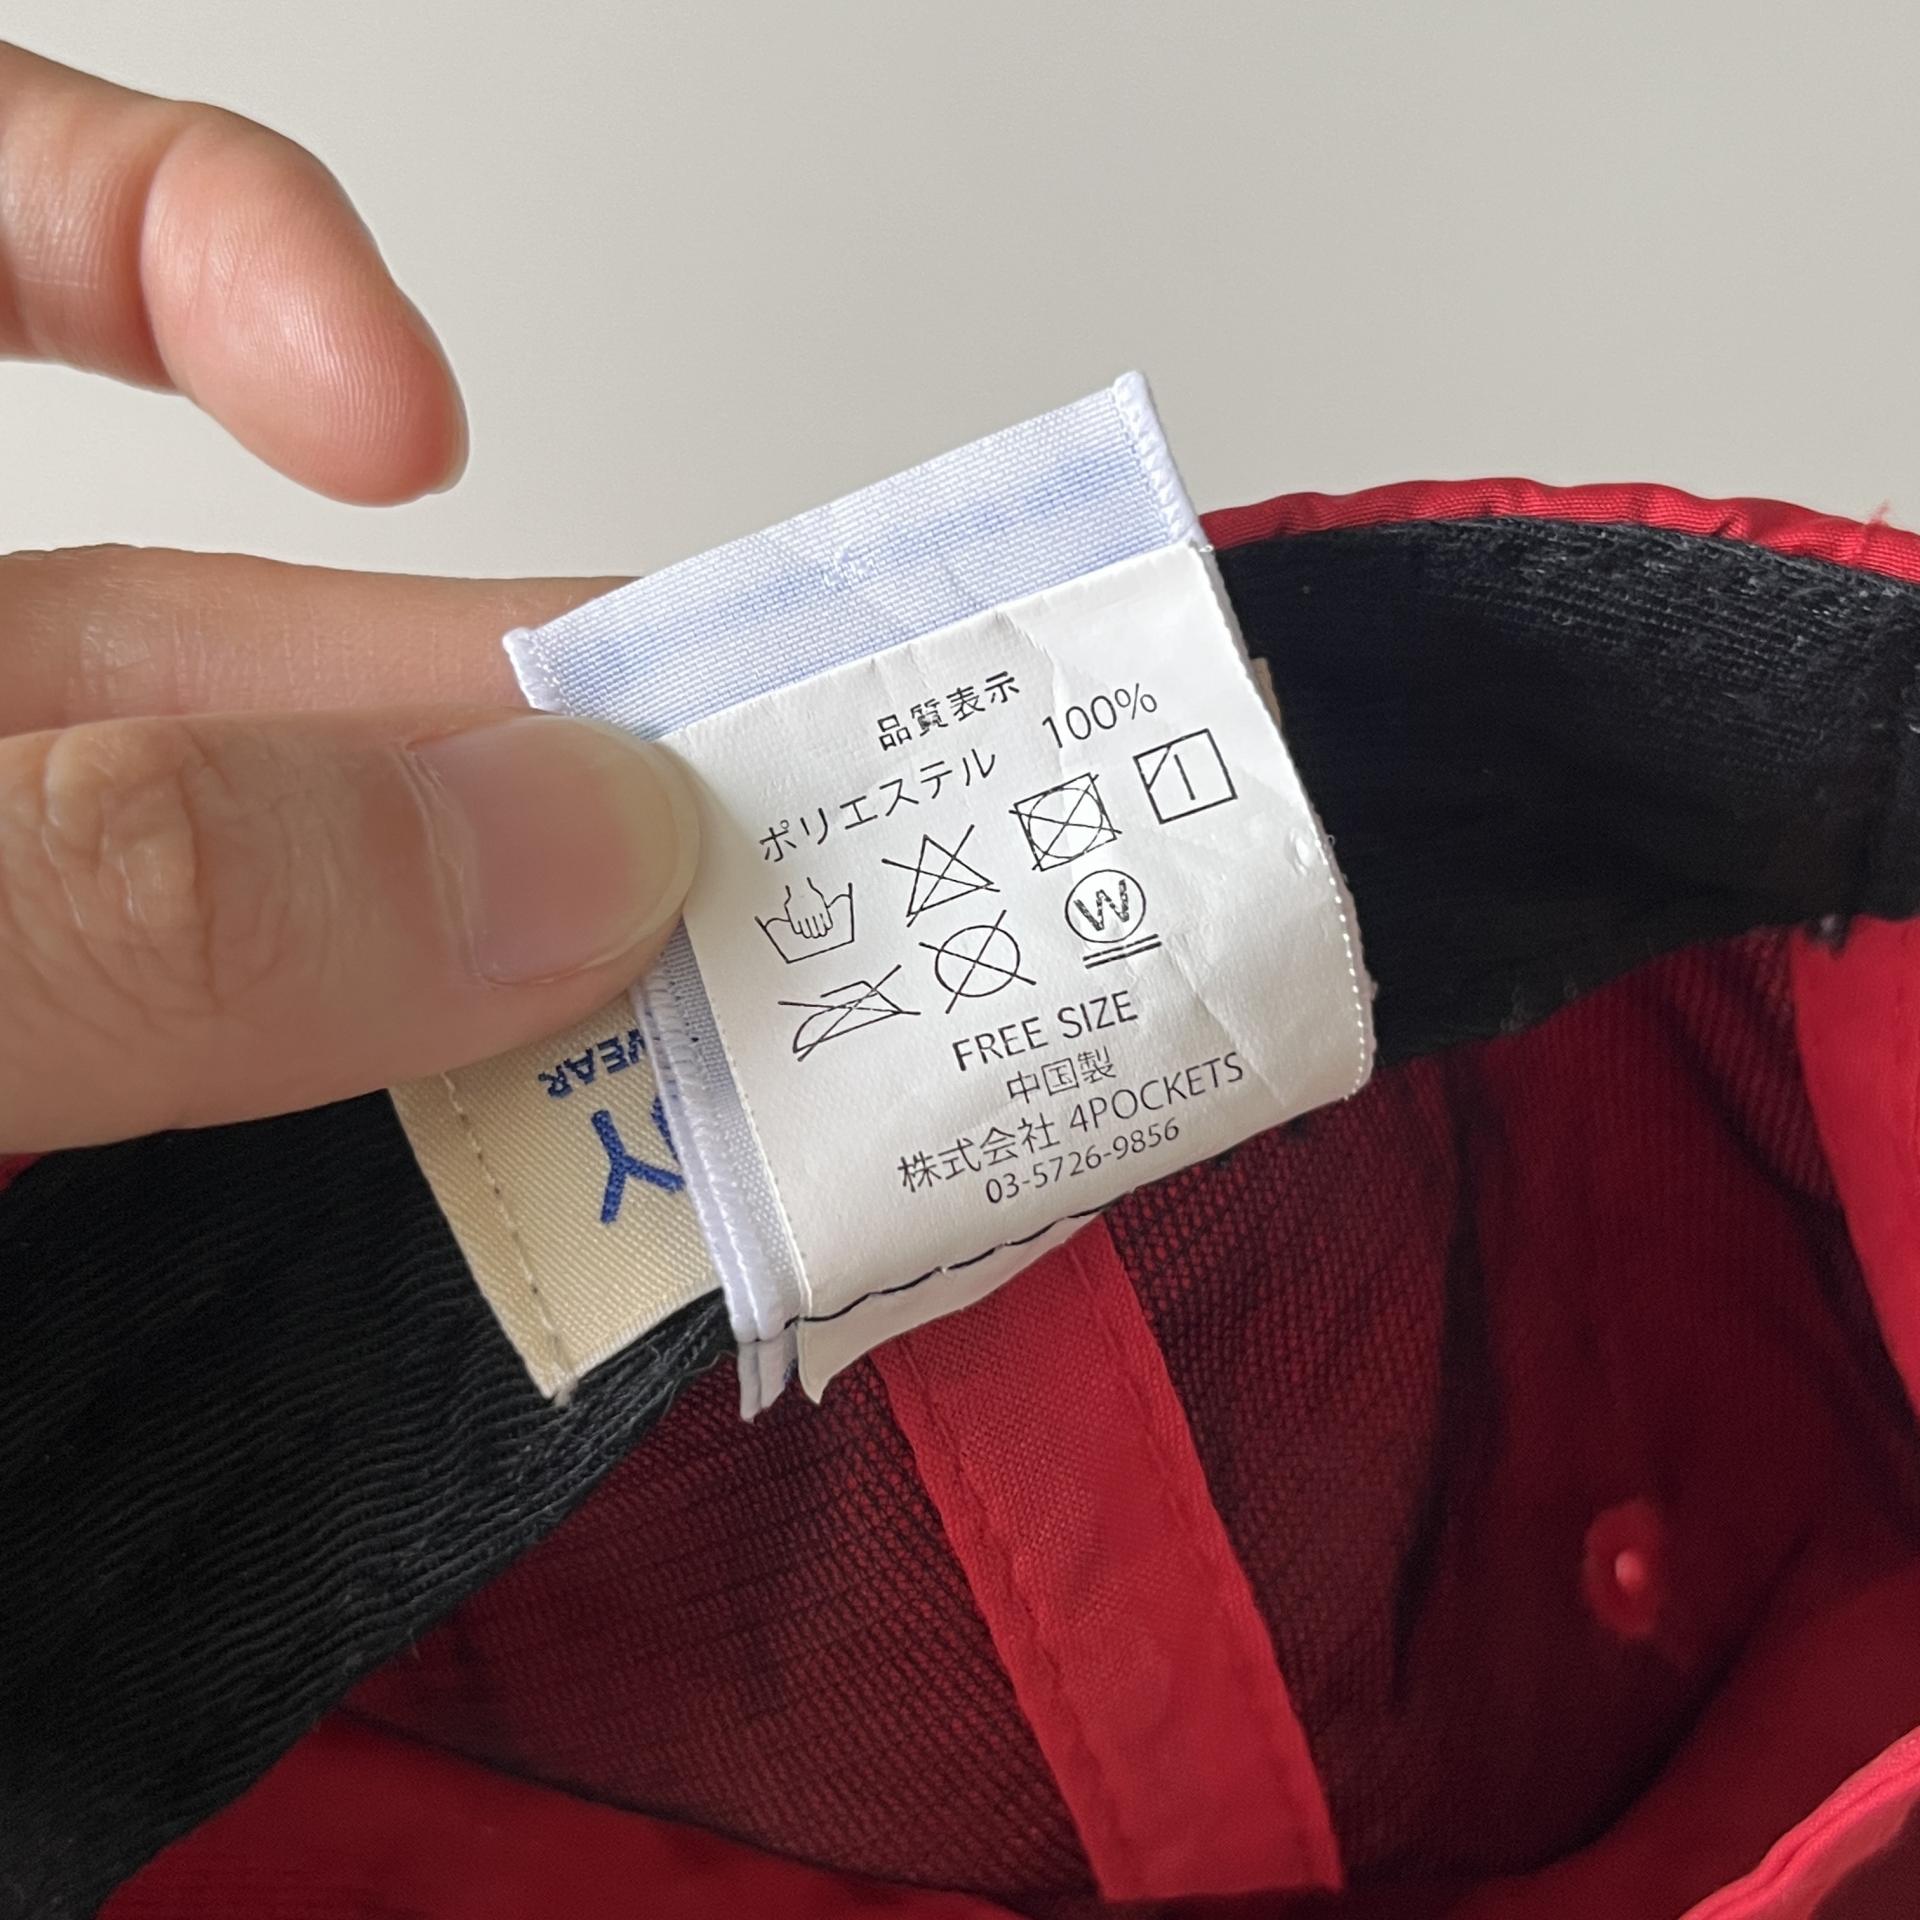 品質表示
ポリエステル 100%
W
FREE SIZE
中国製
株式会社 4POCKETS
03-5726-9856
WEAR